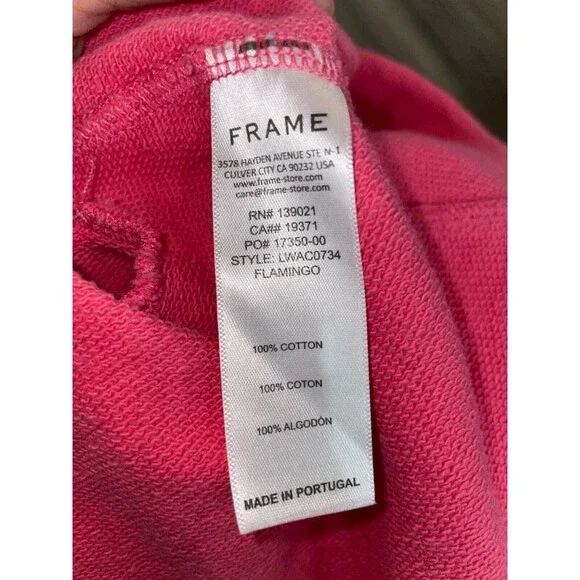 FRAME
3578 HAYDEN AVENUE STE N-1
CULVER CITY CA 90232 USA
www.frame-store.com
care@frame-store.com
RN# 139021
CA## 19371
PO# 17350-00
STYLE: LWAC0734
FLAMINGO
100% COTTON
100% COTON
100% ALGODÓN
MADE IN PORTUGAL